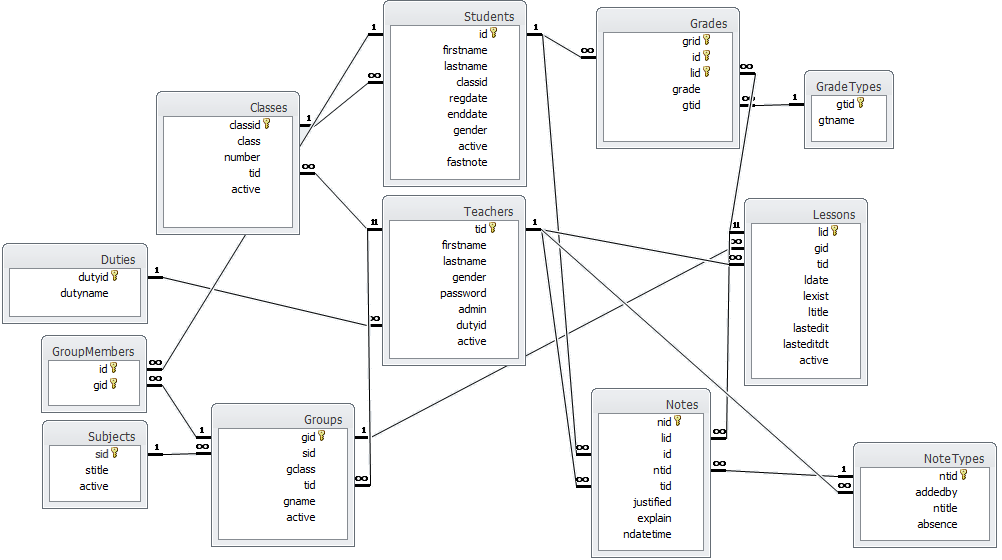 Students
id
firstname
lastname
classid
regdate
enddate
gender
active
fastnote
Grades
grid
id
lid
grade
gtid
GradeTypes
gtid
gtname
Classes
classid
class
number
tid
active
Teachers
tid
firstname
lastname
gender
password
admin
dutyid
active
Lessons
lid
gid
tid
ldate
lexist
ltitle
lastedit
lasteditdt
active
Duties
dutyid
dutyname
GroupMembers
id
gid
Subjects
sid
stitle
active
Groups
gid
sid
gclass
tid
gname
active
Notes
nid
lid
id
ntid
tid
justified
explain
ndatetime
NoteTypes
ntid
addedby
ntitle
absence
1
∞
1
∞
1
∞
∞
1
1
∞
11
∞
1
∞
11
∞
∞
1
∞
∞
1
∞
1
1
∞
∞
∞
∞
∞
1
∞